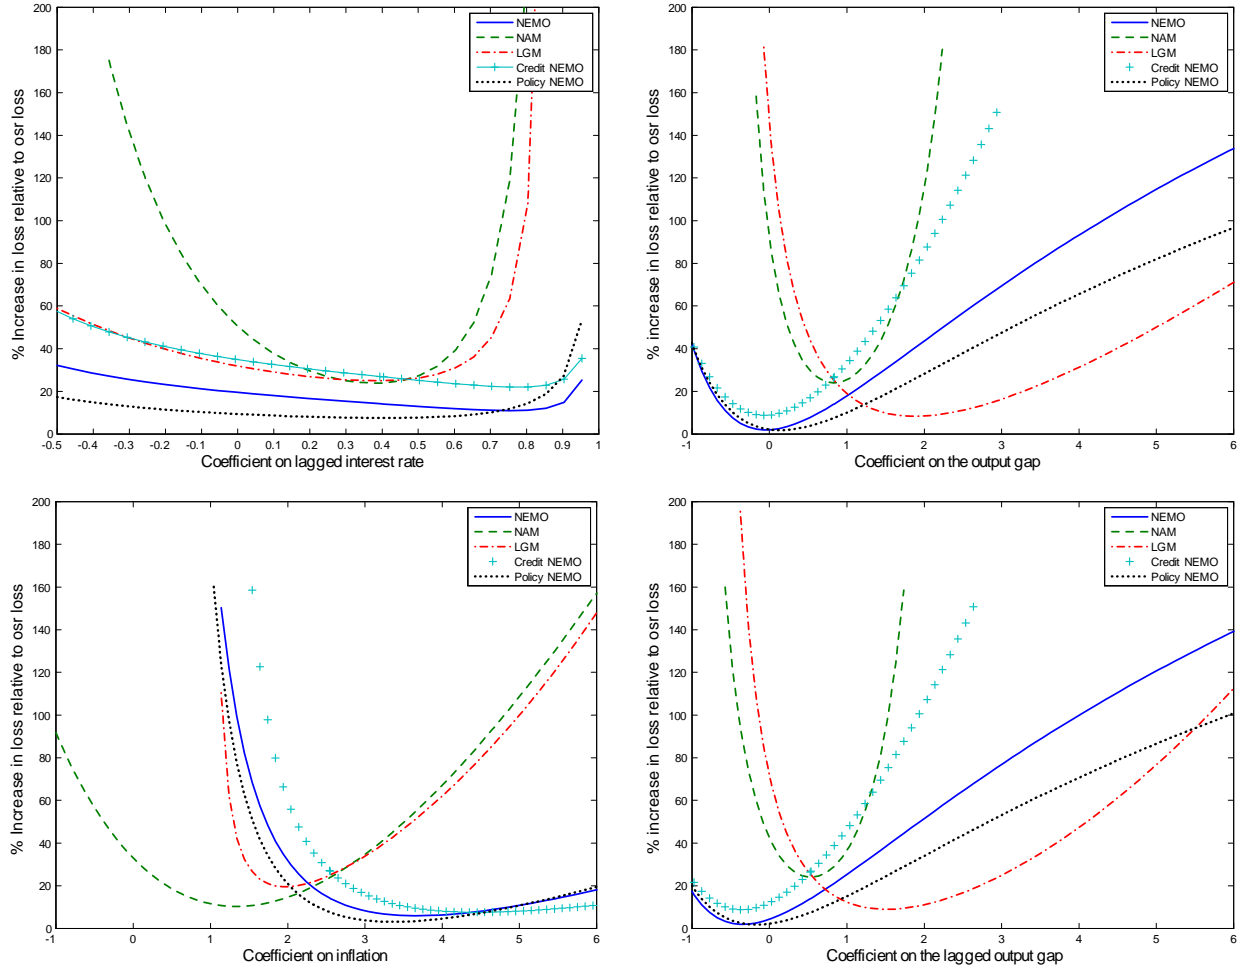 % Increase in loss relative to osr loss
200
180
160
140
120
100
80
60
40
20
0
-0.5 -0.4 -0.3 -0.2 -0.1 0 0.1 0.2 0.3 0.4 0.5 0.6 0.7 0.8 0.9 1
Coefficient on lagged interest rate
NEMO
NAM
LGM
Credit NEMO
Policy NEMO
% increase in loss relative to osr loss
200
180
160
140
120
100
80
60
40
20
0
-1 0 1 2 3 4 5 6
Coefficient on the output gap
NEMO
NAM
LGM
Credit NEMO
Policy NEMO
% Increase in loss relative to osr loss
200
180
160
140
120
100
80
60
40
20
0
-1 0 1 2 3 4 5 6
Coefficient on inflation
NEMO
NAM
LGM
Credit NEMO
Policy NEMO
% increase in loss relative to osr loss
200
180
160
140
120
100
80
60
40
20
0
-1 0 1 2 3 4 5 6
Coefficient on the lagged output gap
NEMO
NAM
LGM
Credit NEMO
Policy NEMO